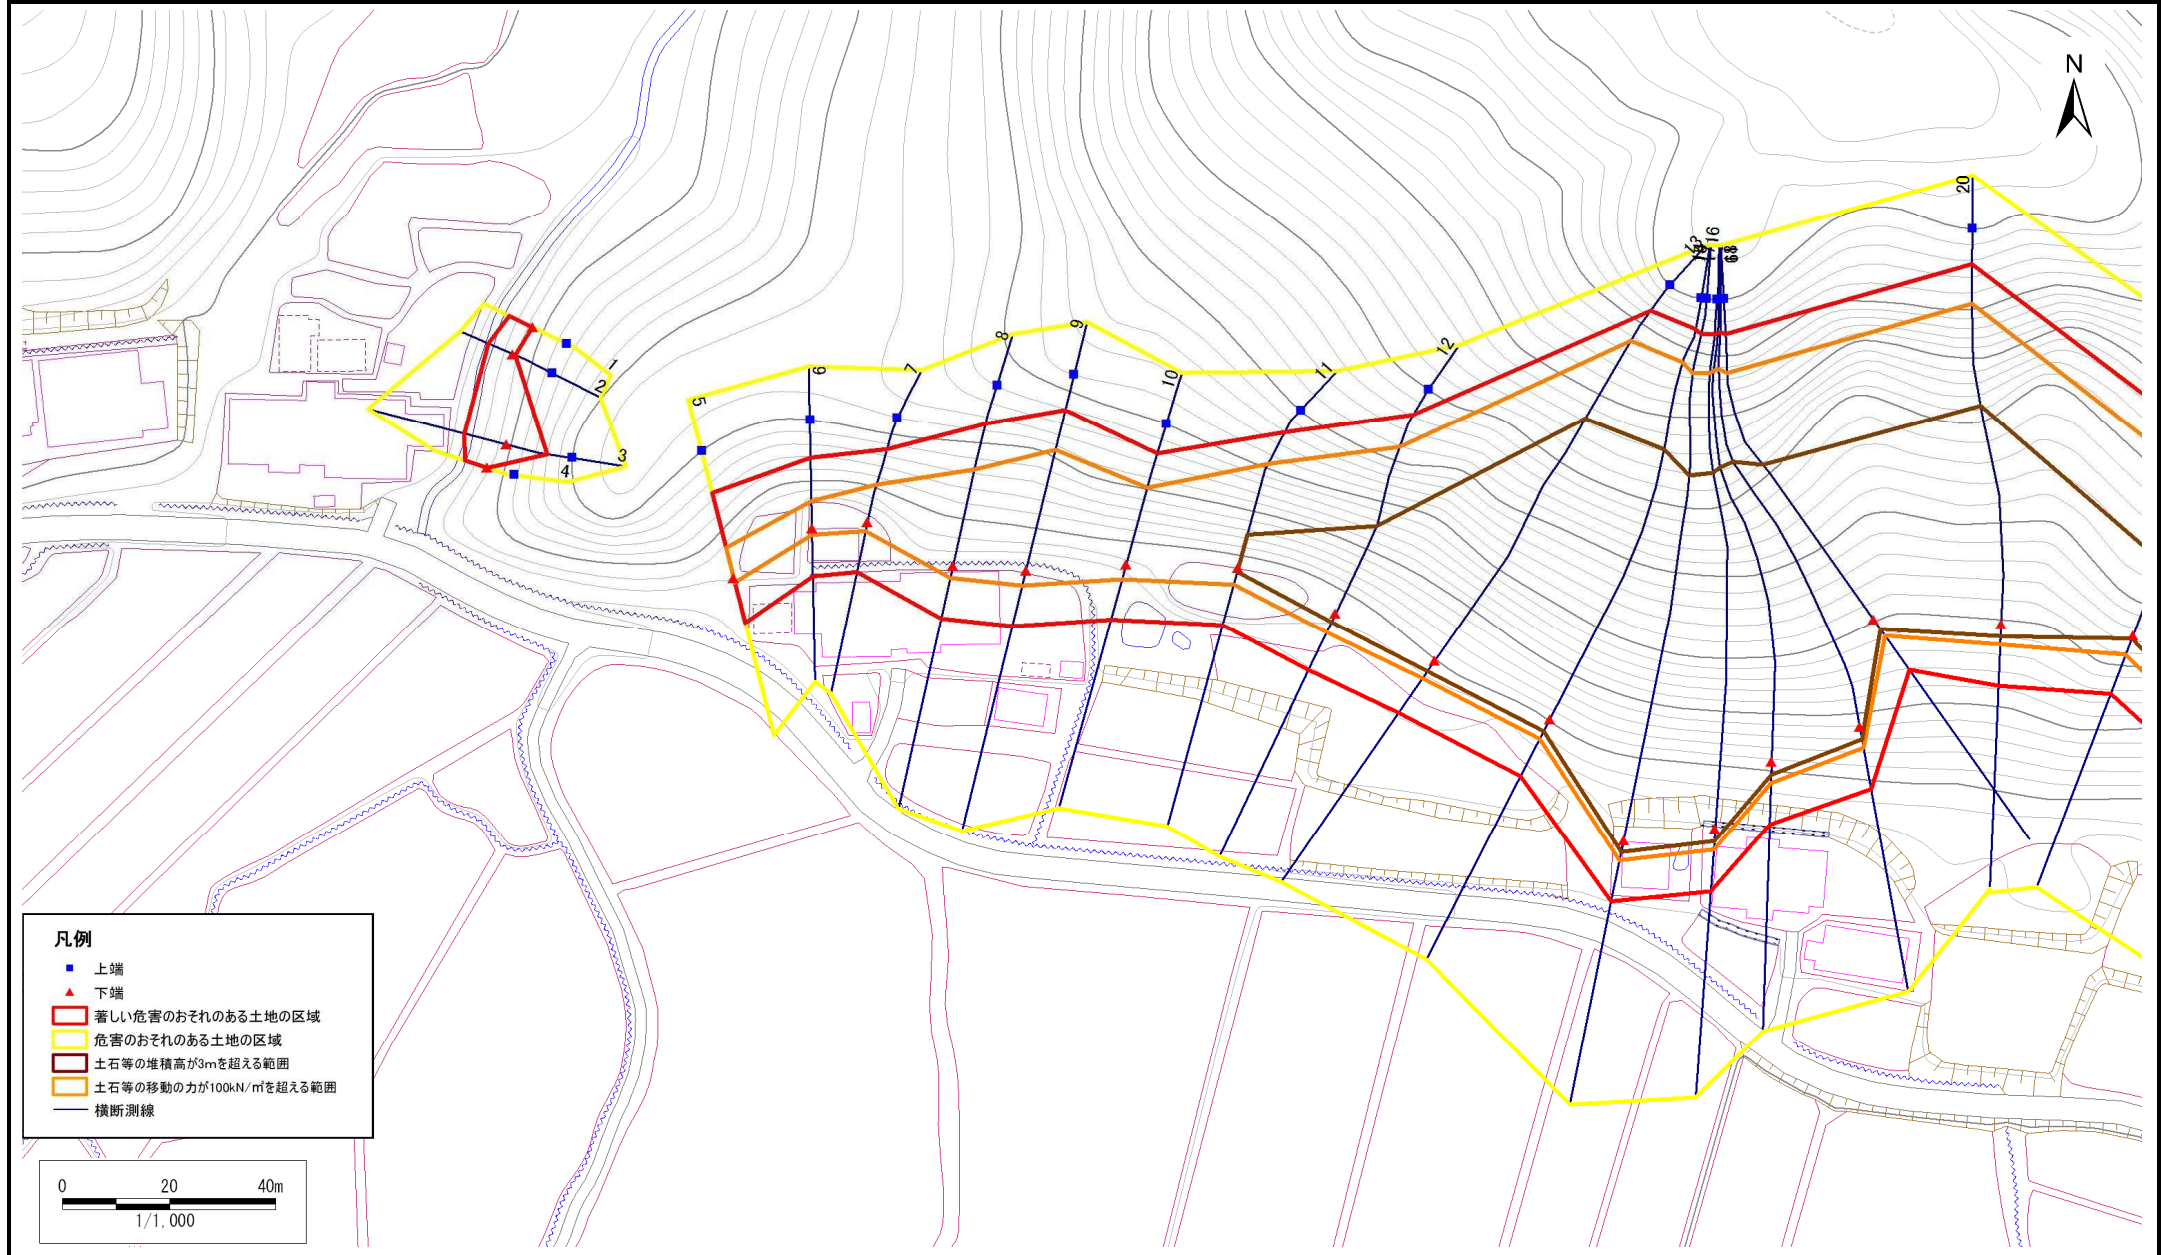 N
20
16
13
12
11
10
9
8
7
6
5
1
2
3
4
凡例
上端
下端
著しい危害のおそれのある土地の区域
危害のおそれのある土地の区域
土石等の堆積高が3mを超える範囲
土石等の移動の力が100kN/㎡を超える範囲
横断測線
0 20 40m
1/1,000